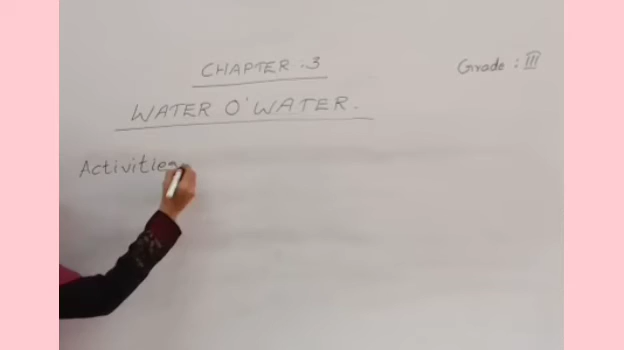 CHAPTER : 3
Grade : III
WATER O' WATER.
Activities